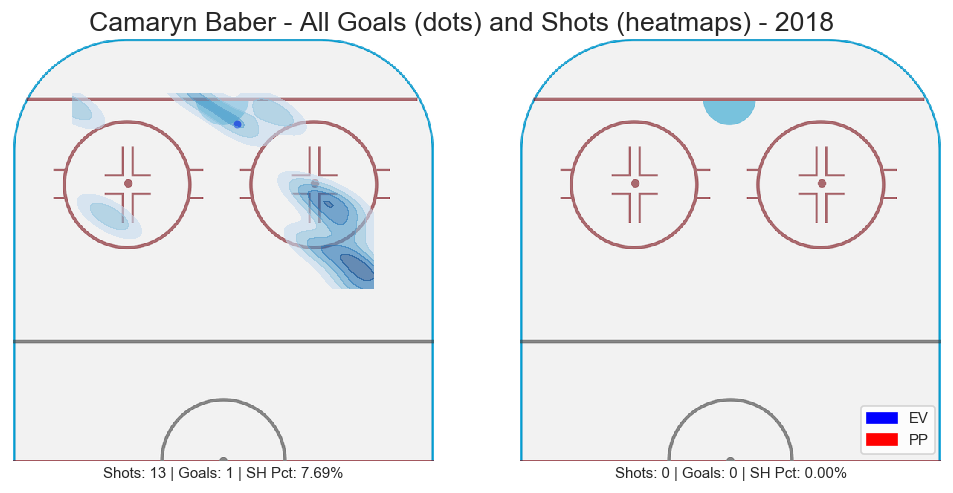 Camaryn Baber - All Goals (dots) and Shots (heatmaps) - 2018
EV
PP
Shots: 13 | Goals: 1 | SH Pct: 7.69%
Shots: 0 | Goals: 0 | SH Pct: 0.00%